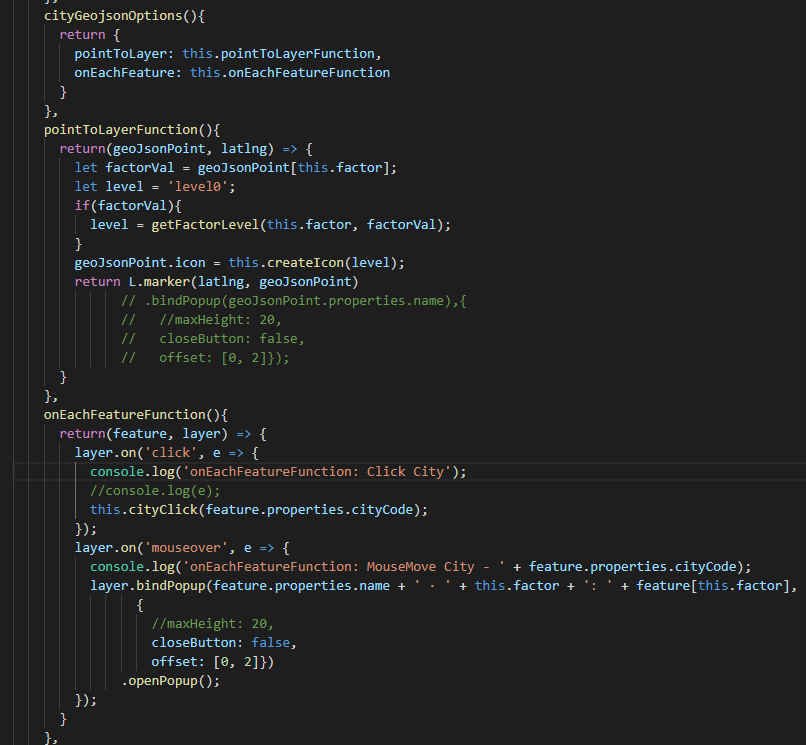 cityGeojsonOptions(){
return {
pointToLayer: this.pointToLayerFunction,
onEachFeature: this.onEachFeatureFunction
}
},
pointToLayerFunction(){
return(geoJsonPoint, latlng) => {
let factorVal = geoJsonPoint[this.factor];
let level = 'level0';
if(factorVal){
level = getFactorLevel(this.factor, factorVal);
}
geoJsonPoint.icon = this.createIcon(level);
return L.marker(latlng, geoJsonPoint)
// .bindPopup(geoJsonPoint.properties.name),{
//   //maxHeight: 20,
//   closeButton: false,
//   offset: [0, 2]});
}
},
onEachFeatureFunction(){
return(feature, layer) => {
layer.on('click', e => {
console.log('onEachFeatureFunction: Click City');
//console.log(e);
this.cityClick(feature.properties.cityCode);
});
layer.on('mouseover', e => {
console.log('onEachFeatureFunction: MouseMove City - ' + feature.properties.cityCode);
layer.bindPopup(feature.properties.name + ' · ' + this.factor + ': ' + feature[this.factor],
{
//maxHeight: 20,
closeButton: false,
offset: [0, 2]})
.openPopup();
});
}
},